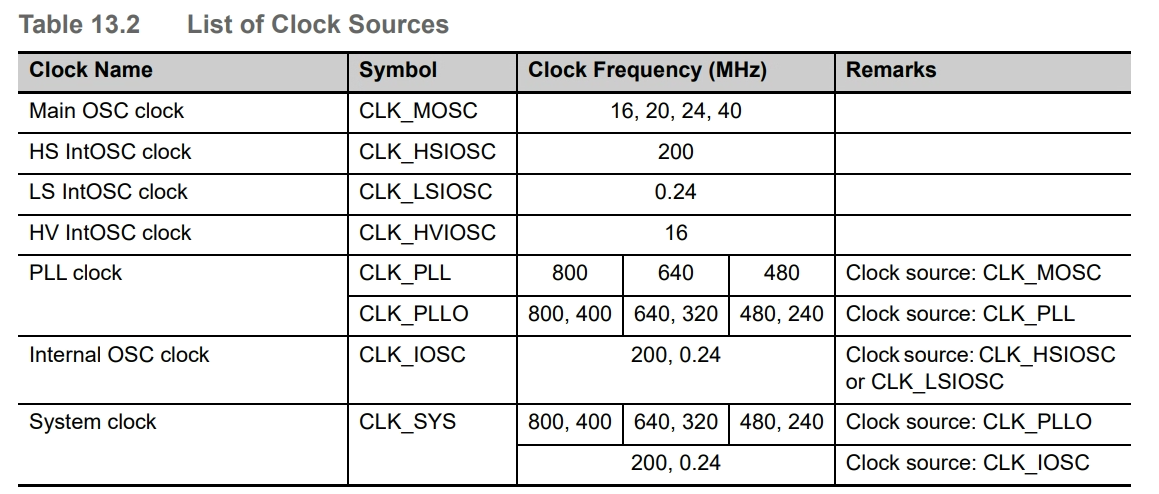 Table 13.2 List of Clock Sources
Clock Name Symbol Clock Frequency (MHz) Remarks
Main OSC clock CLK_MOSC 16, 20, 24, 40
HS IntOSC clock CLK_HSIOSC 200
LS IntOSC clock CLK_LSIOSC 0.24
HV IntOSC clock CLK_HVIOSC 16
PLL clock CLK_PLL 800 640 480 Clock source: CLK_MOSC
CLK_PLLO 800, 400 640, 320 480, 240 Clock source: CLK_PLL
Internal OSC clock CLK_IOSC 200, 0.24 Clock source: CLK_HSIOSC
or CLK_LSIOSC
System clock CLK_SYS 800, 400 640, 320 480, 240 Clock source: CLK_PLLO
200, 0.24 Clock source: CLK_IOSC